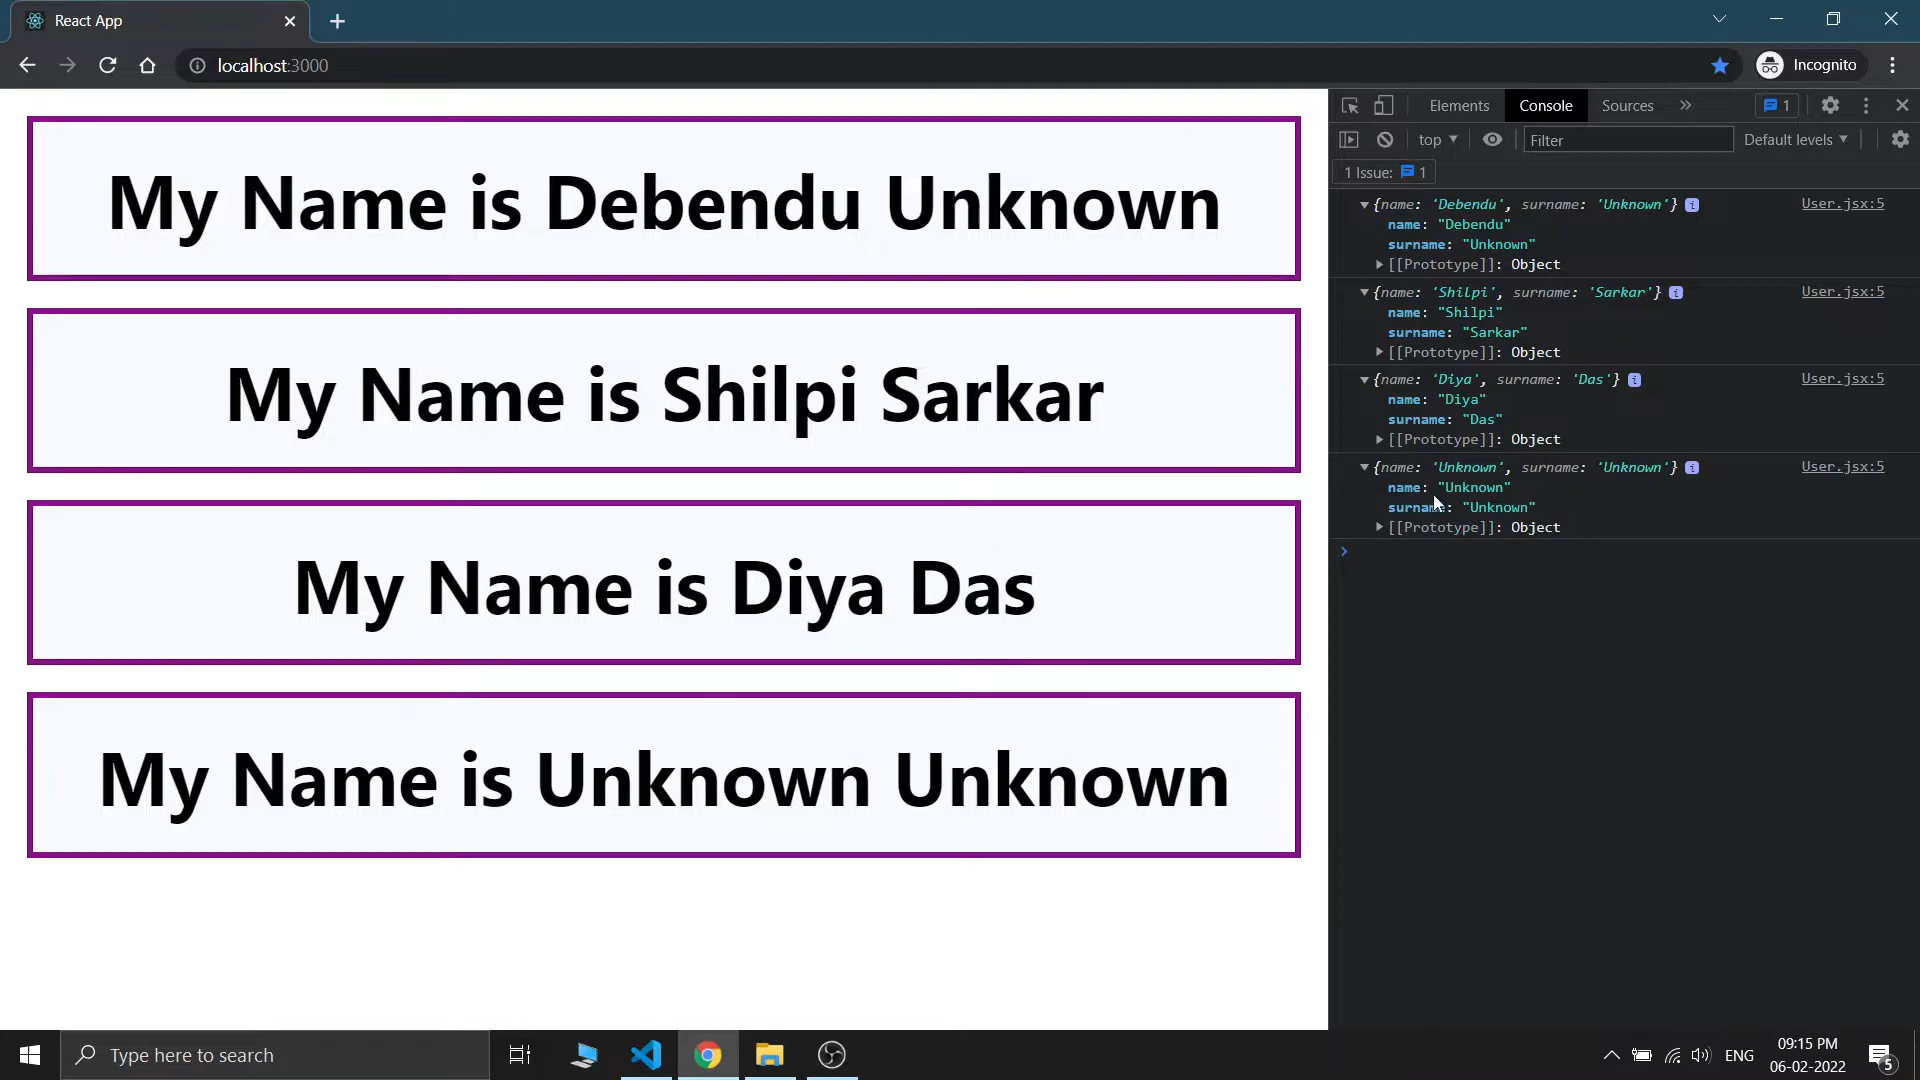 React App
localhost:3000
Incognito
My Name is Debendu Unknown
My Name is Shilpi Sarkar
My Name is Diya Das
My Name is Unknown Unknown
Elements Console Sources 1
top Filter Default levels
1 Issue: 1
{name: 'Debendu', surname: 'Unknown'} i User.jsx:5
name: "Debendu"
surname: "Unknown"
[[Prototype]]: Object
{name: 'Shilpi', surname: 'Sarkar'} i User.jsx:5
name: "Shilpi"
surname: "Sarkar"
[[Prototype]]: Object
{name: 'Diya', surname: 'Das'} i User.jsx:5
name: "Diya"
surname: "Das"
[[Prototype]]: Object
{name: 'Unknown', surname: 'Unknown'} i User.jsx:5
name: "Unknown"
surname: "Unknown"
[[Prototype]]: Object
Type here to search
ENG
09:15 PM
06-02-2022
5